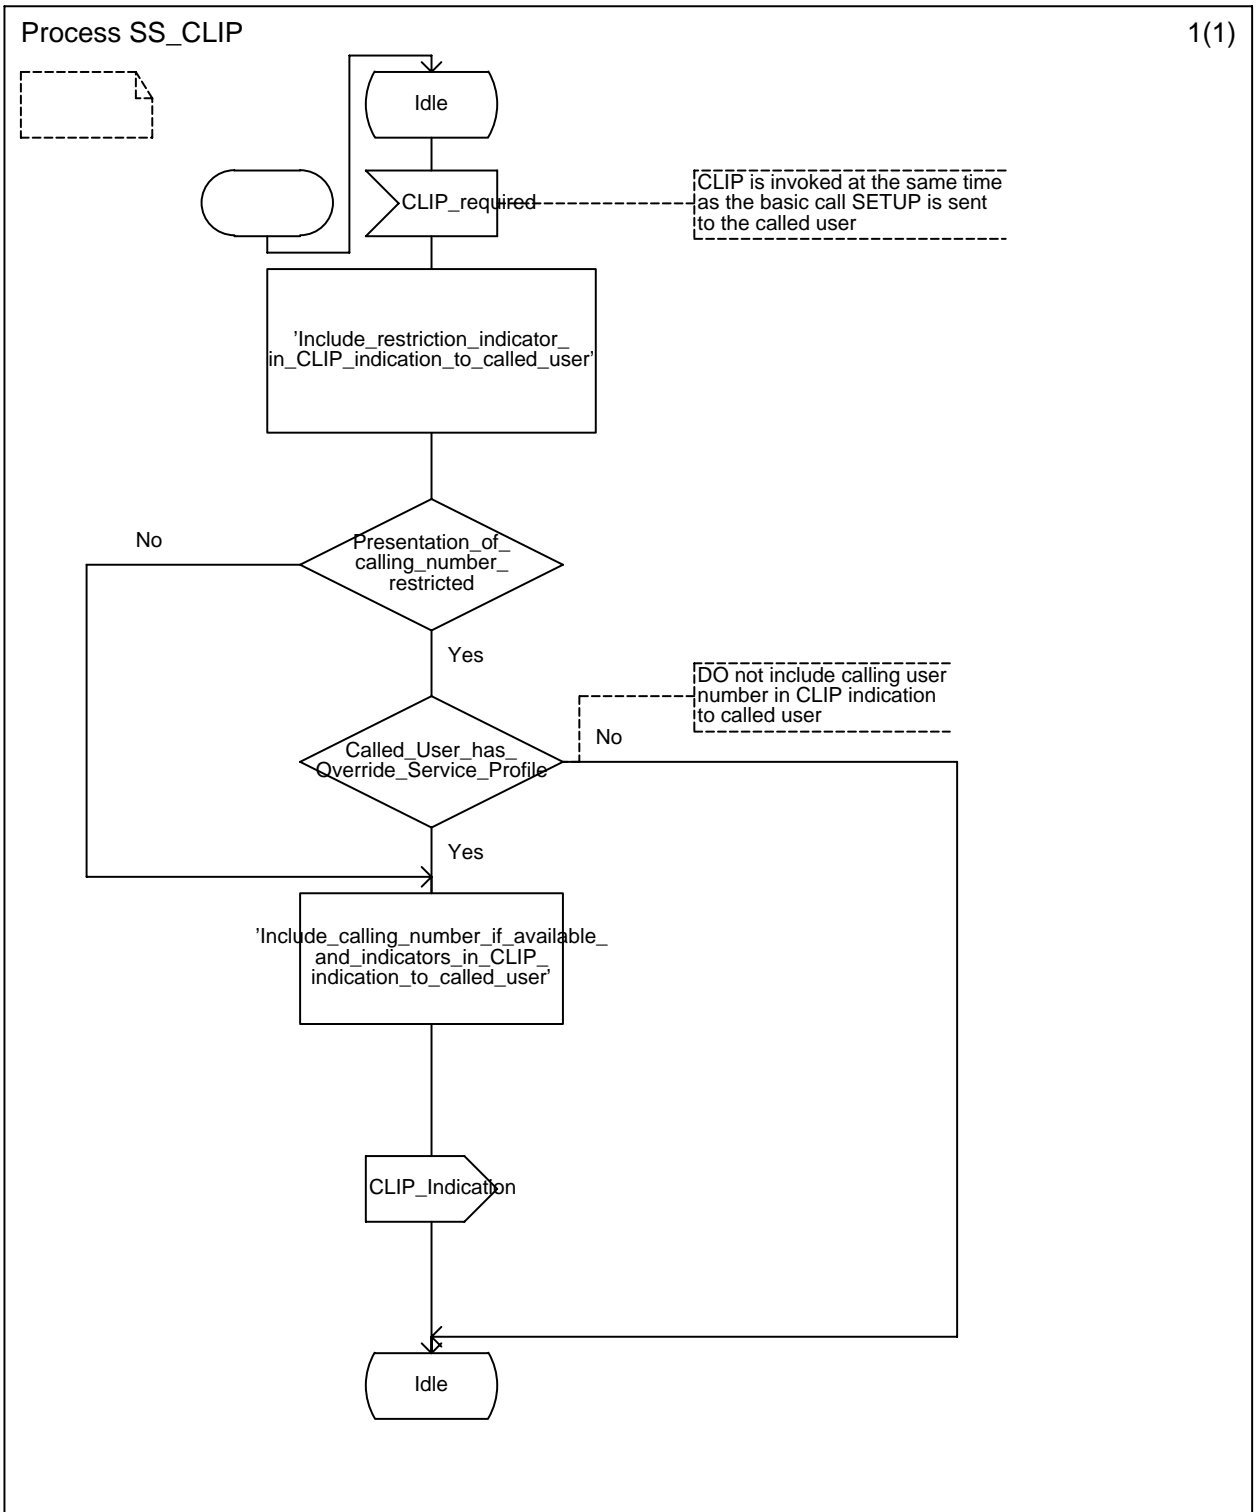 Process SS_CLIP
1(1)
Idle
CLIP_required
CLIP is invoked at the same time
as the basic call SETUP is sent
to the called user
'Include_restriction_indicator_
in_CLIP_indication_to_called_user'
No
Presentation_of_
calling_number_
restricted
Yes
DO not include calling user
number in CLIP indication
to called user
No
Called_User_has_
Override_Service_Profile
Yes
'Include_calling_number_if_available_
and_indicators_in_CLIP_
indication_to_called_user'
CLIP_Indication
Idle